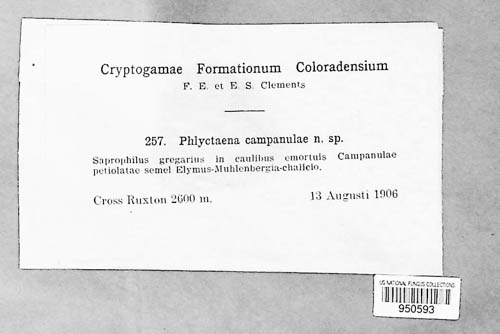 Cryptogamae Formationum Coloradensium
F. E. et E. S. Clements
257. Phlyctaena campanulae n. sp.
Saprophilus gregarius in caulibus emortuis Campanulae
petiolatae semel Elymus-Muhlenbergia-chalicio.
Cross Ruxton 2600 m. 13 Augusti 1906
US NATIONAL FUNGUS COLLECTIONS
950593